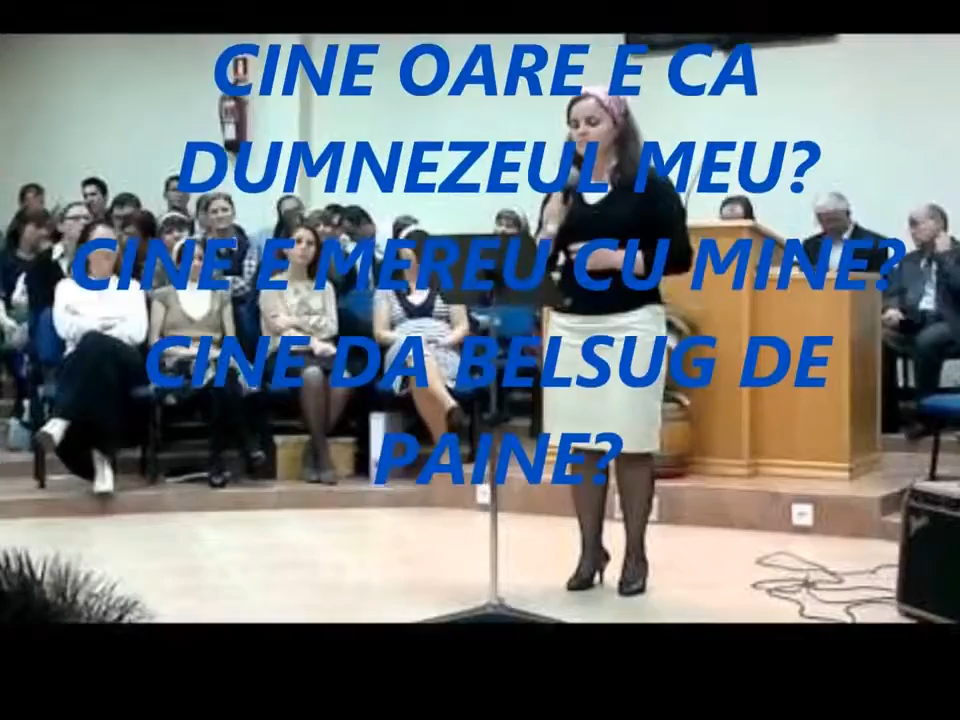 CINE OARE E CA
DUMNEZEUL MEU?
CINE E MEREU CU MINE?
CINE DA BELSUG DE
PAINE?